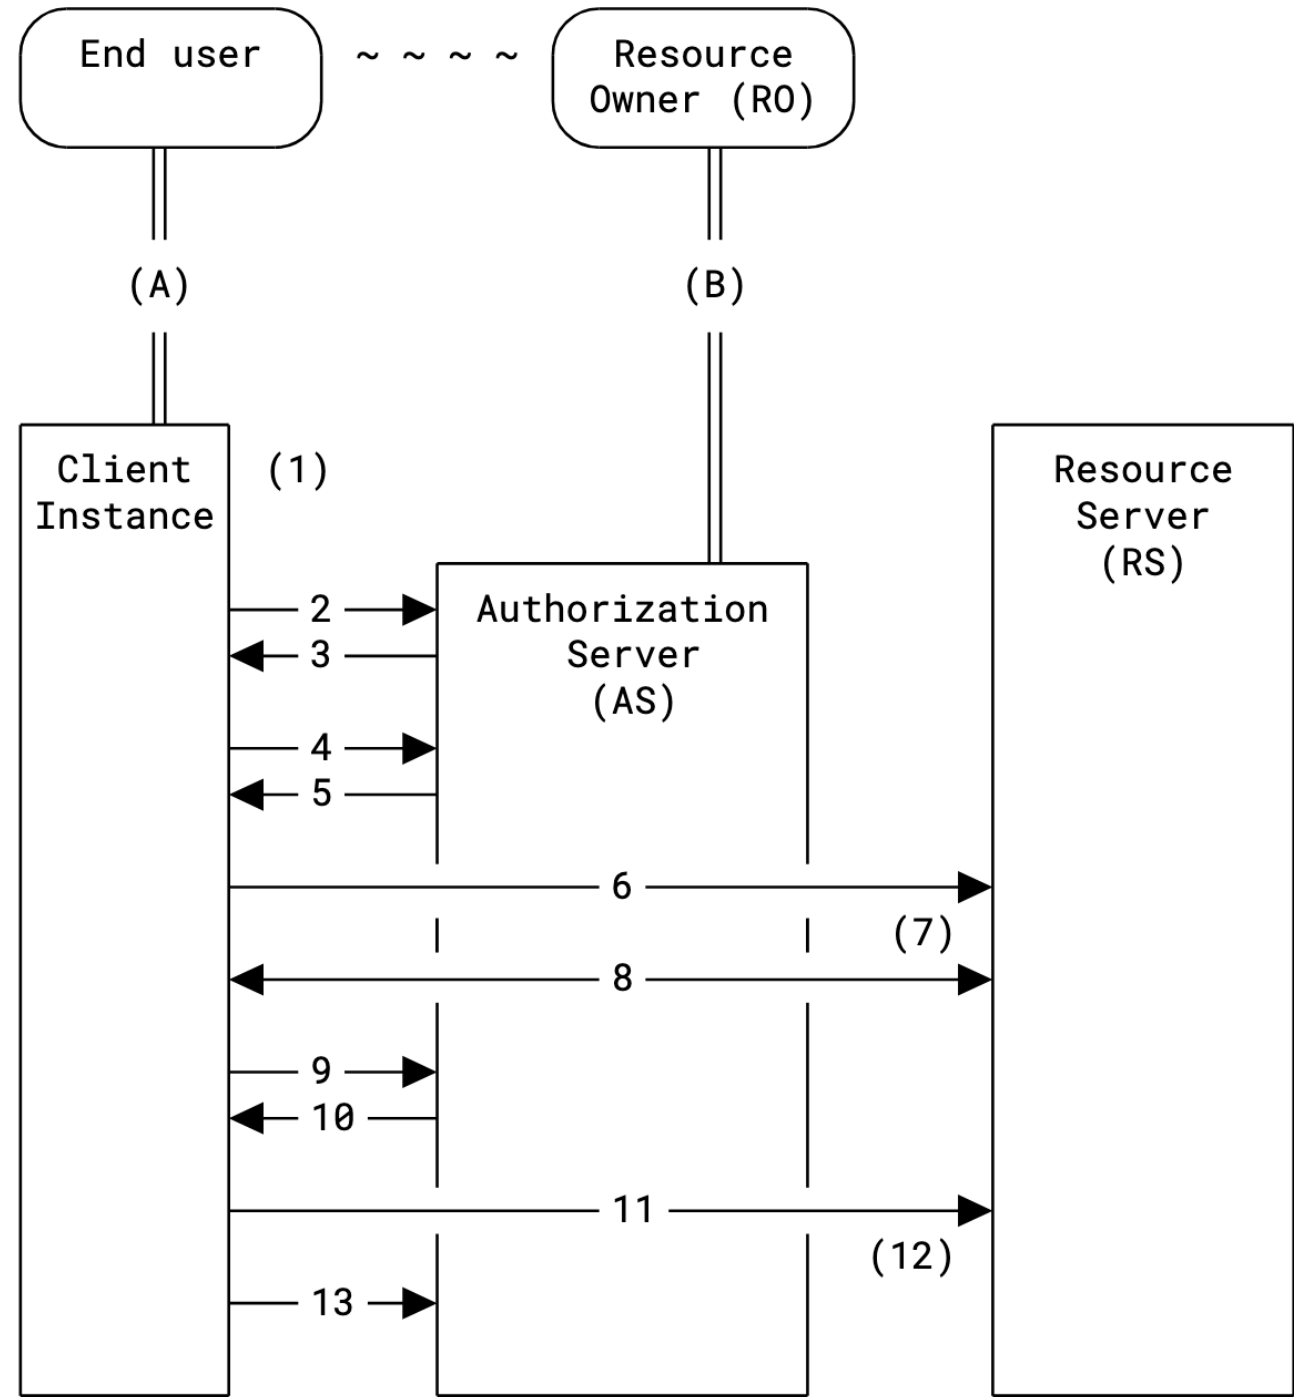 End user
~ ~ ~ ~
Resource
Owner (RO)
(A)
(B)
Client
Instance
(1)
Resource
Server
(RS)
Authorization
Server
(AS)
2
3
4
5
6
(7)
8
9
10
11
(12)
13